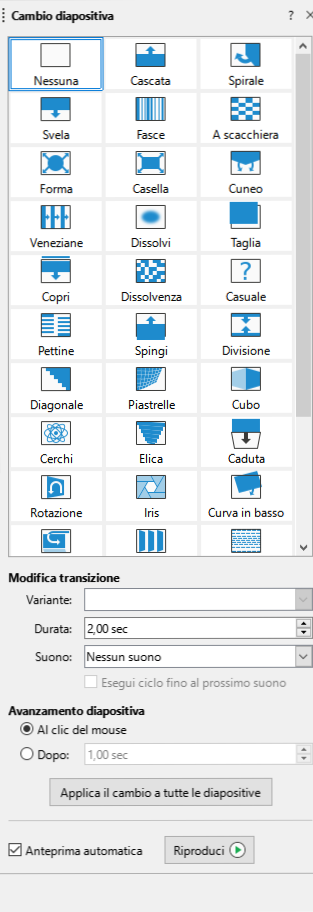 Cambio diapositiva ? ×
Nessuna Cascata Spirale
Svela Fasce A scacchiera
Forma Casella Cuneo
Veneziane Dissolvi Taglia
?
Copri Dissolvenza Casuale
Pettine Spingi Divisione
Diagonale Piastrelle Cubo
Cerchi Elica Caduta
Rotazione Iris Curva in basso
Modifica transizione
Variante:
Durata: 2,00 sec
Suono: Nessun suono
Esegui ciclo fino al prossimo suono
Avanzamento diapositiva
Al clic del mouse
Dopo: 1,00 sec
Applica il cambio a tutte le diapositive
Anteprima automatica Riproduci